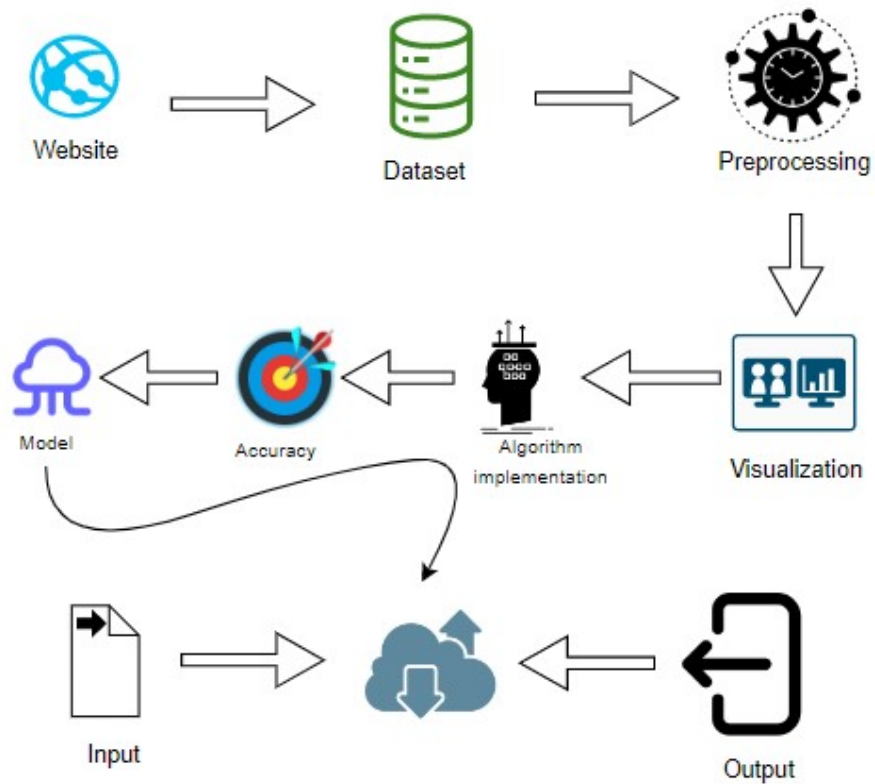 Website
Dataset
Preprocessing
Model
Accuracy
Algorithm
implementation
Visualization
Input
Output